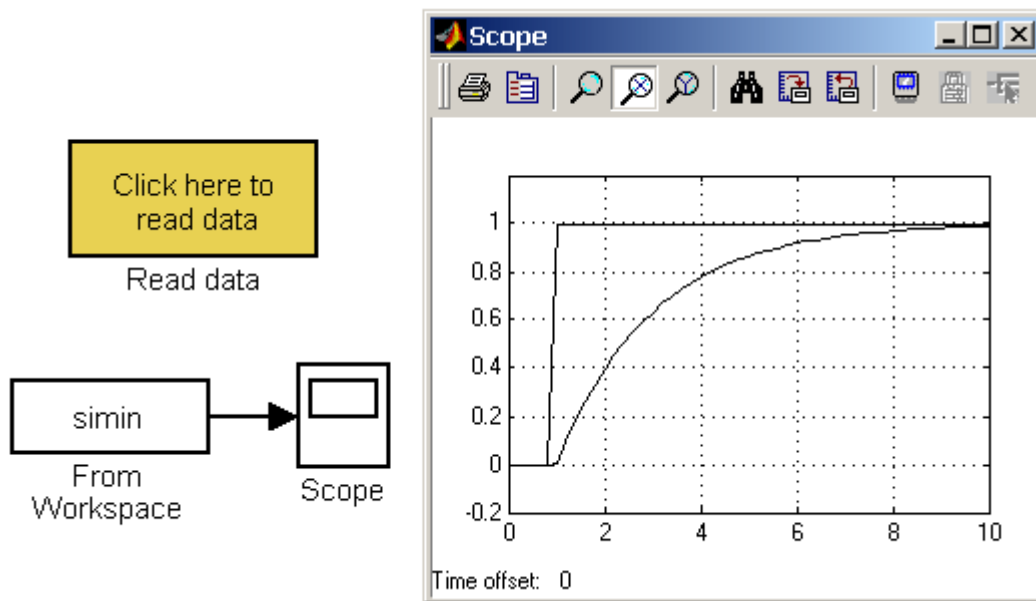 Click here to
read data
Read data
simin
From
Workspace
Scope
Scope
1
0.8
0.6
0.4
0.2
0
-0.2
0
2
4
6
8
10
Time offset: 0